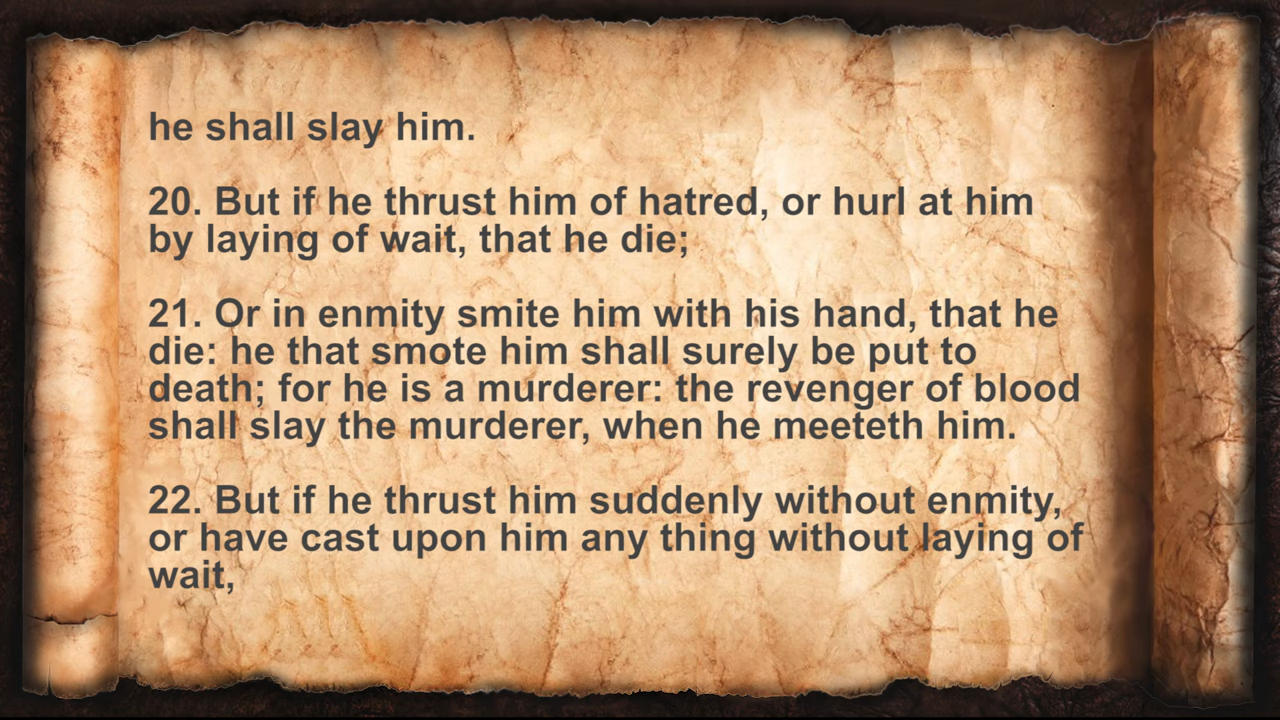 he shall slay him.
20. But if he thrust him of hatred, or hurl at him
by laying of wait, that he die;
21. Or in enmity smite him with his hand, that he
die: he that smote him shall surely be put to
death; for he is a murderer: the revenger of blood
shall slay the murderer, when he meeteth him.
22. But if he thrust him suddenly without enmity,
or have cast upon him any thing without laying of
wait,